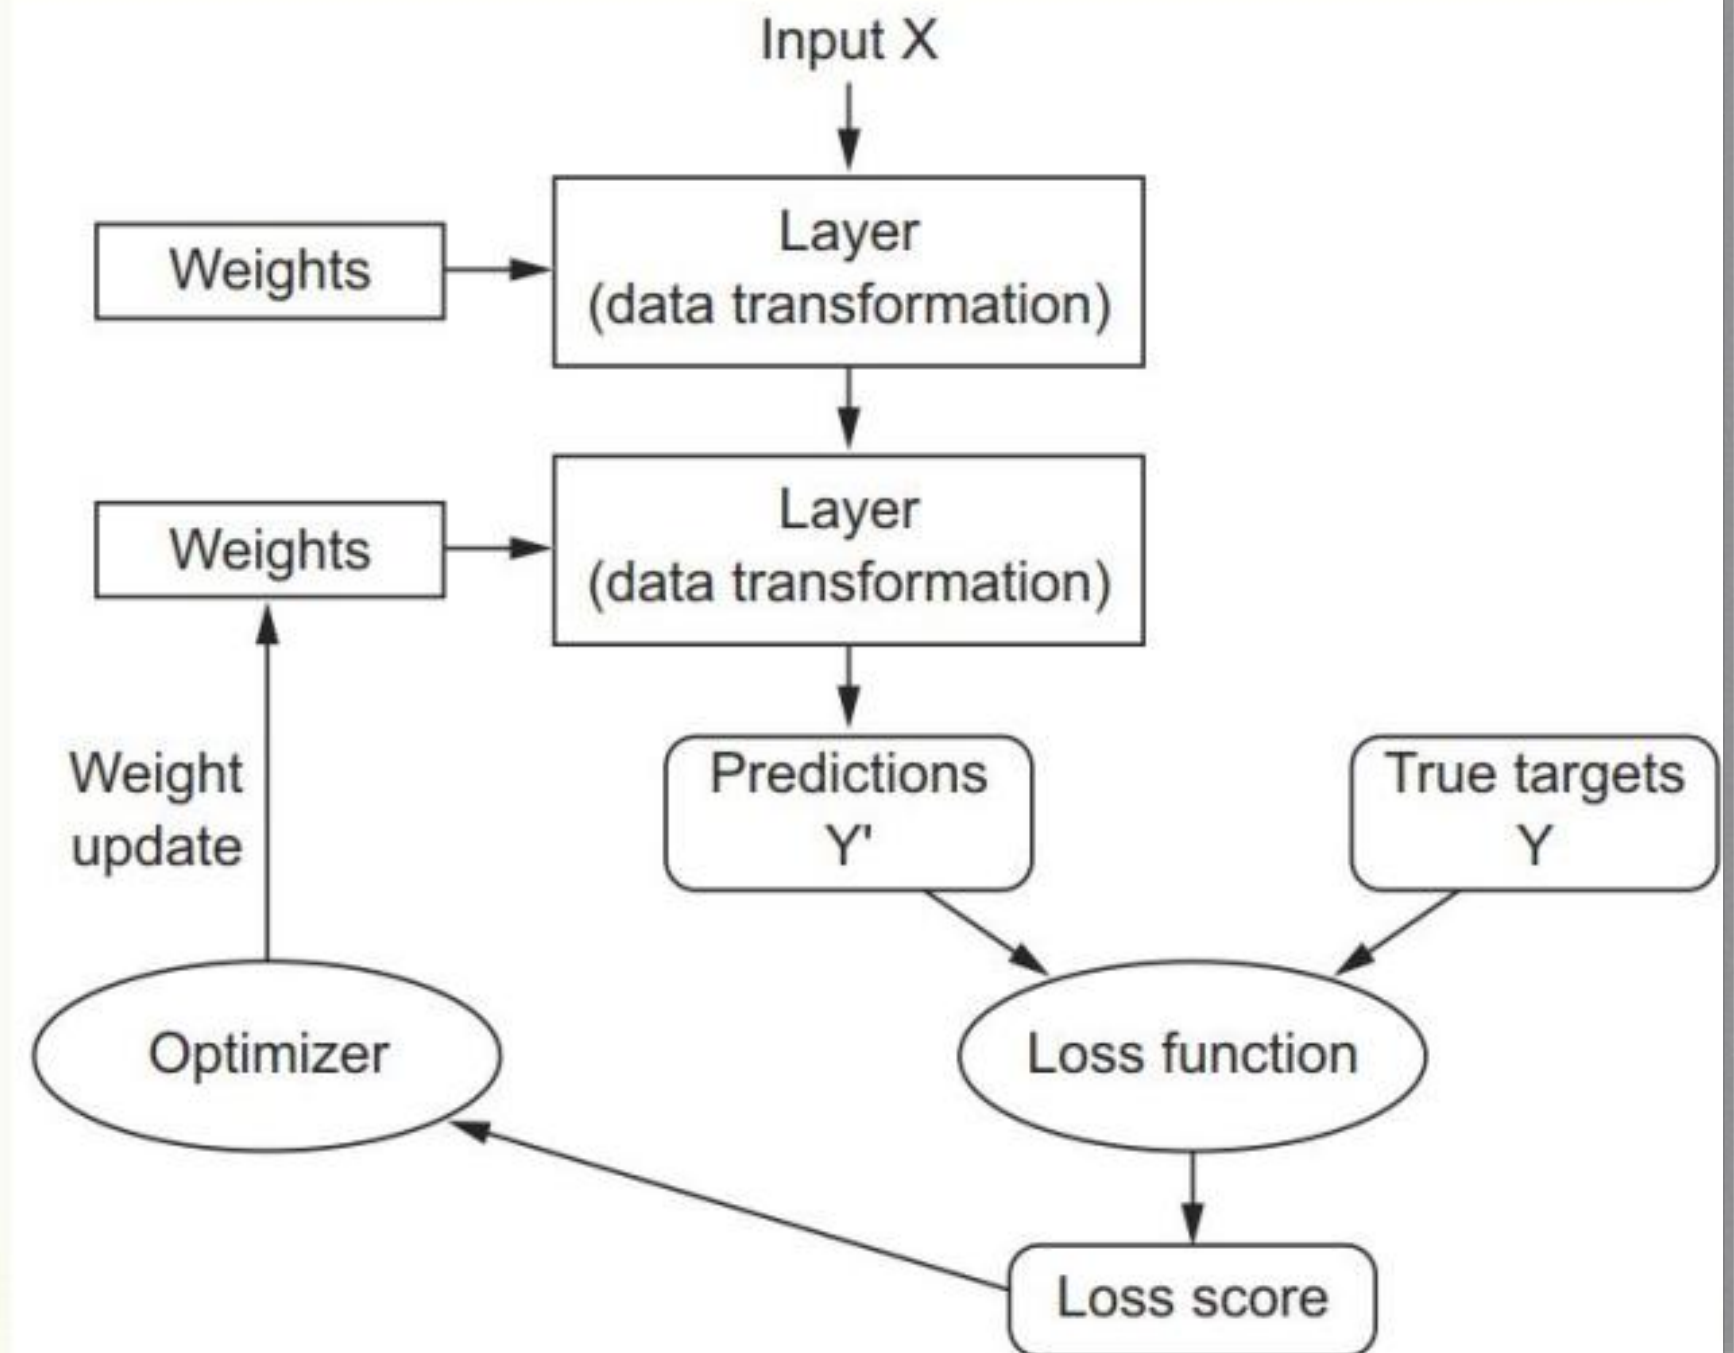 Input X
Weights
Layer
(data transformation)
Weights
Layer
(data transformation)
Weight
update
Predictions
Y'
True targets
Y
Optimizer
Loss function
Loss score